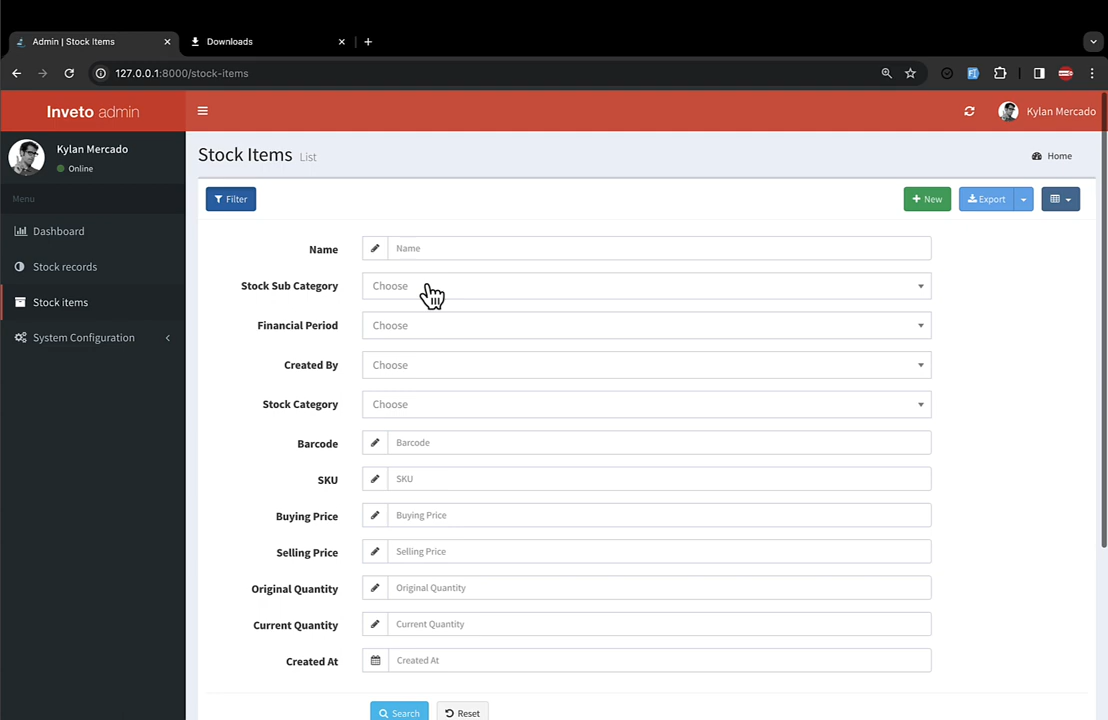 Admin | Stock Items
Downloads
127.0.0.1:8000/stock-items
Inveto admin
Kylan Mercado
Kylan Mercado
Online
Stock Items List
Home
Menu
Filter
New
Export
Dashboard
Stock records
Stock items
System Configuration
Name
Name
Stock Sub Category
Choose
Financial Period
Choose
Created By
Choose
Stock Category
Choose
Barcode
Barcode
SKU
SKU
Buying Price
Buying Price
Selling Price
Selling Price
Original Quantity
Original Quantity
Current Quantity
Current Quantity
Created At
Created At
Search
Reset